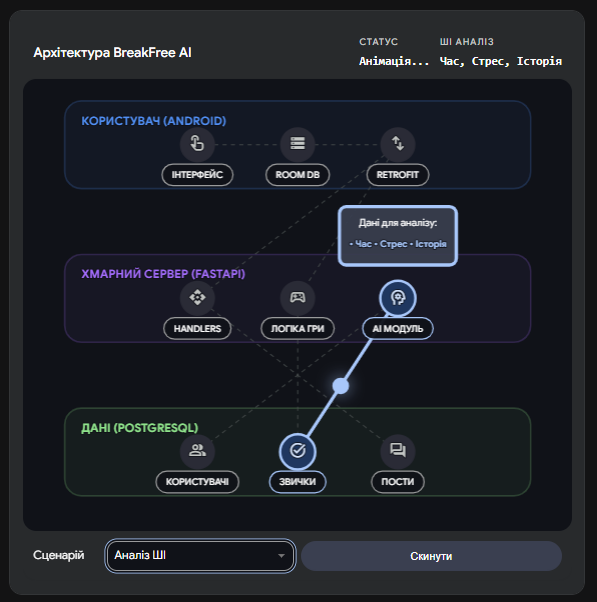 Архітектура BreakFree AI
СТАТУС
ШІ АНАЛІЗ
Анімація...
Час, Стрес, Історія
КОРИСТУВАЧ (ANDROID)
ІНТЕРФЕЙС
ROOM DB
RETROFIT
Дані для аналізу:
• Час • Стрес • Історія
ХМАРНИЙ СЕРВЕР (FASTAPI)
HANDLERS
ЛОГІКА ГРИ
AI МОДУЛЬ
ДАНІ (POSTGRESQL)
КОРИСТУВАЧІ
ЗВИЧКИ
ПОСТИ
Сценарій
Аналіз ШІ
Скинути